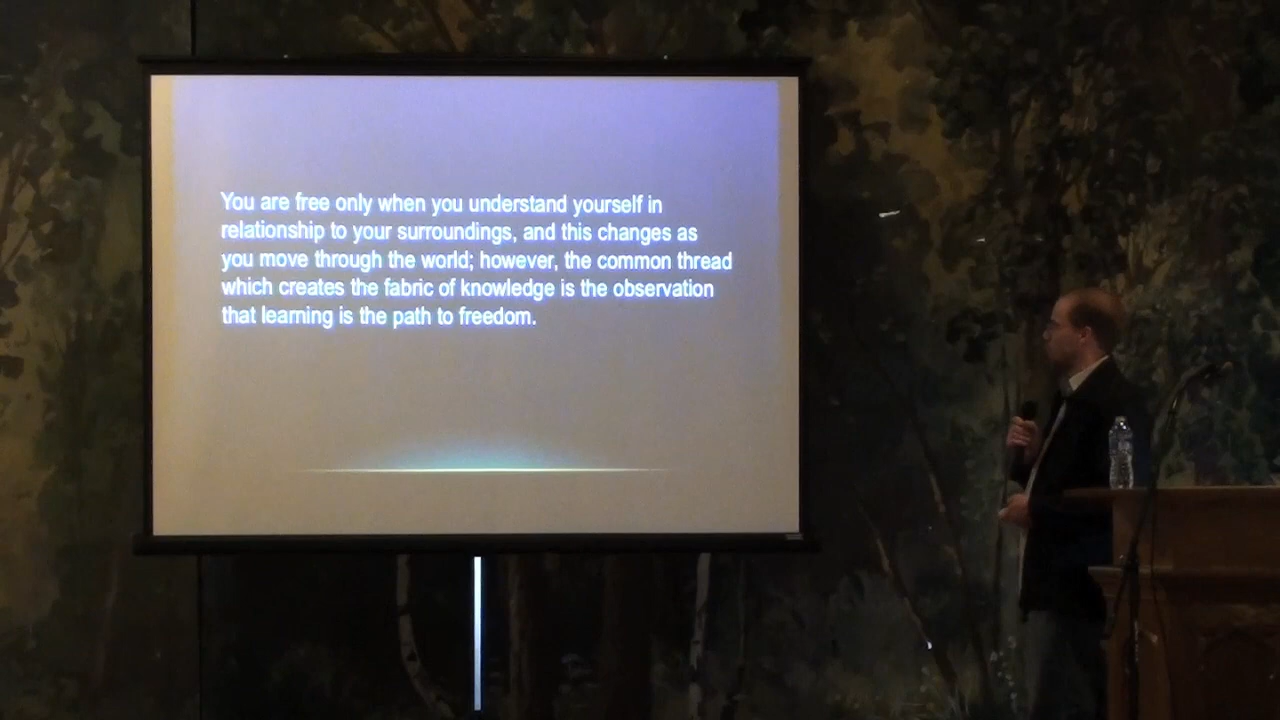 You are free only when you understand yourself in
relationship to your surroundings, and this changes as
you move through the world; however, the common thread
which creates the fabric of knowledge is the observation
that learning is the path to freedom.